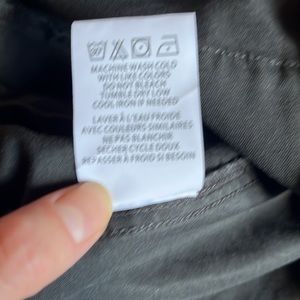 MACHINE WASH COLD
WITH LIKE COLORS
DO NOT BLEACH
TUMBLE DRY LOW
COOL IRON IF NEEDED
LAVER À L'EAU FROIDE
AVEC COULEURS SIMILAIRES
NE PAS BLANCHIR
SÉCHER CYCLE DOUX
REPASSER À FROID SI BESOIN